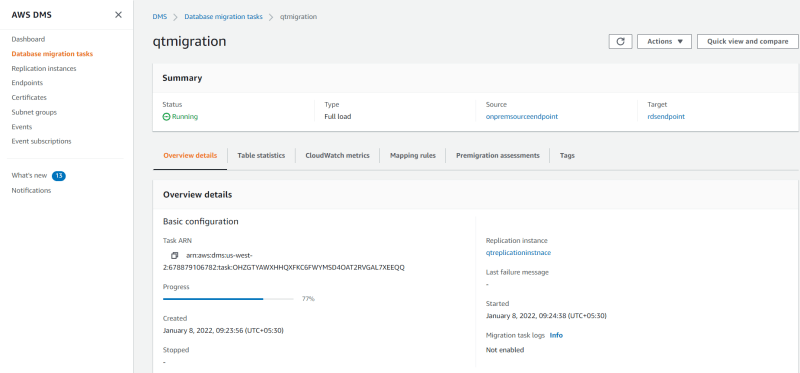 AWS DMS
Dashboard
Database migration tasks
Replication instances
Endpoints
Certificates
Subnet groups
Events
Event subscriptions
What's new 13
Notifications
DMS > Database migration tasks > qtmigration
qtmigration
Actions
Quick view and compare
Summary
Status
Running
Type
Full load
Source
onpremsourceendpoint
Target
rdsendpoint
Overview details
Table statistics
CloudWatch metrics
Mapping rules
Premigration assessments
Tags
Overview details
Basic configuration
Task ARN
arn:aws:dms:us-west-
2:678879106782:task:OHZGTYAWXHHQXFKC6FWYMSD4OAT2RVGAL7XEEQQ
Progress
77%
Created
January 8, 2022, 09:23:56 (UTC+05:30)
Stopped
-
Replication instance
qtreplicationinstnace
Last failure message
-
Started
January 8, 2022, 09:24:38 (UTC+05:30)
Migration task logs Info
Not enabled